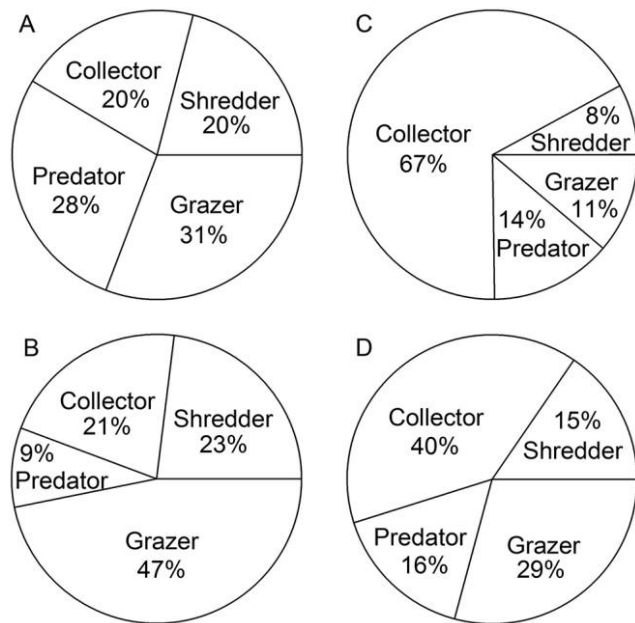 A
Collector
20%
Shredder
20%
Predator
28%
Grazer
31%
C
Collector
67%
8%
Shredder
Grazer
11%
14%
Predator
B
Collector
21%
Shredder
23%
9%
Predator
Grazer
47%
D
Collector
40%
15%
Shredder
Predator
16%
Grazer
29%